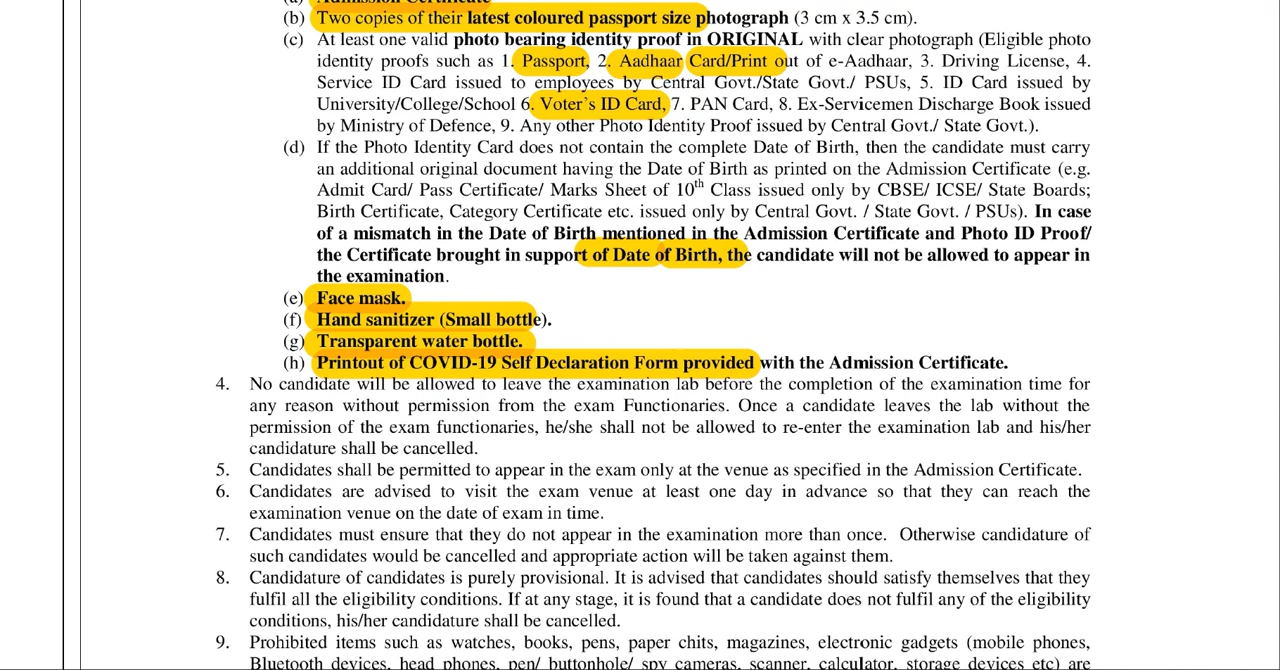 (a) Admission Certificate
(b) Two copies of their latest coloured passport size photograph (3 cm x 3.5 cm).
(c) At least one valid photo bearing identity proof in ORIGINAL with clear photograph (Eligible photo
identity proofs such as 1. Passport, 2. Aadhaar Card/Print out of e-Aadhaar, 3. Driving License, 4.
Service ID Card issued to employees by Central Govt./State Govt./ PSUs, 5. ID Card issued by
University/College/School 6. Voter's ID Card, 7. PAN Card, 8. Ex-Servicemen Discharge Book issued
by Ministry of Defence, 9. Any other Photo Identity Proof issued by Central Govt./ State Govt.).
(d) If the Photo Identity Card does not contain the complete Date of Birth, then the candidate must carry
an additional original document having the Date of Birth as printed on the Admission Certificate (e.g.
Admit Card/ Pass Certificate/ Marks Sheet of 10th Class issued only by CBSE/ ICSE/ State Boards;
Birth Certificate, Category Certificate etc. issued only by Central Govt. / State Govt. / PSUs). In case
of a mismatch in the Date of Birth mentioned in the Admission Certificate and Photo ID Proof/
the Certificate brought in support of Date of Birth, the candidate will not be allowed to appear in
the examination.
(e) Face mask.
(f) Hand sanitizer (Small bottle).
(g) Transparent water bottle.
(h) Printout of COVID-19 Self Declaration Form provided with the Admission Certificate.
4. No candidate will be allowed to leave the examination lab before the completion of the examination time for
any reason without permission from the exam Functionaries. Once a candidate leaves the lab without the
permission of the exam functionaries, he/she shall not be allowed to re-enter the examination lab and his/her
candidature shall be cancelled.
5. Candidates shall be permitted to appear in the exam only at the venue as specified in the Admission Certificate.
6. Candidates are advised to visit the exam venue at least one day in advance so that they can reach the
examination venue on the date of exam in time.
7. Candidates must ensure that they do not appear in the examination more than once. Otherwise candidature of
such candidates would be cancelled and appropriate action will be taken against them.
8. Candidature of candidates is purely provisional. It is advised that candidates should satisfy themselves that they
fulfil all the eligibility conditions. If at any stage, it is found that a candidate does not fulfil any of the eligibility
conditions, his/her candidature shall be cancelled.
9. Prohibited items such as watches, books, pens, paper chits, magazines, electronic gadgets (mobile phones,
Bluetooth devices, head phones, pen/ buttonhole/ spy cameras, scanner, calculator, storage devices etc) are